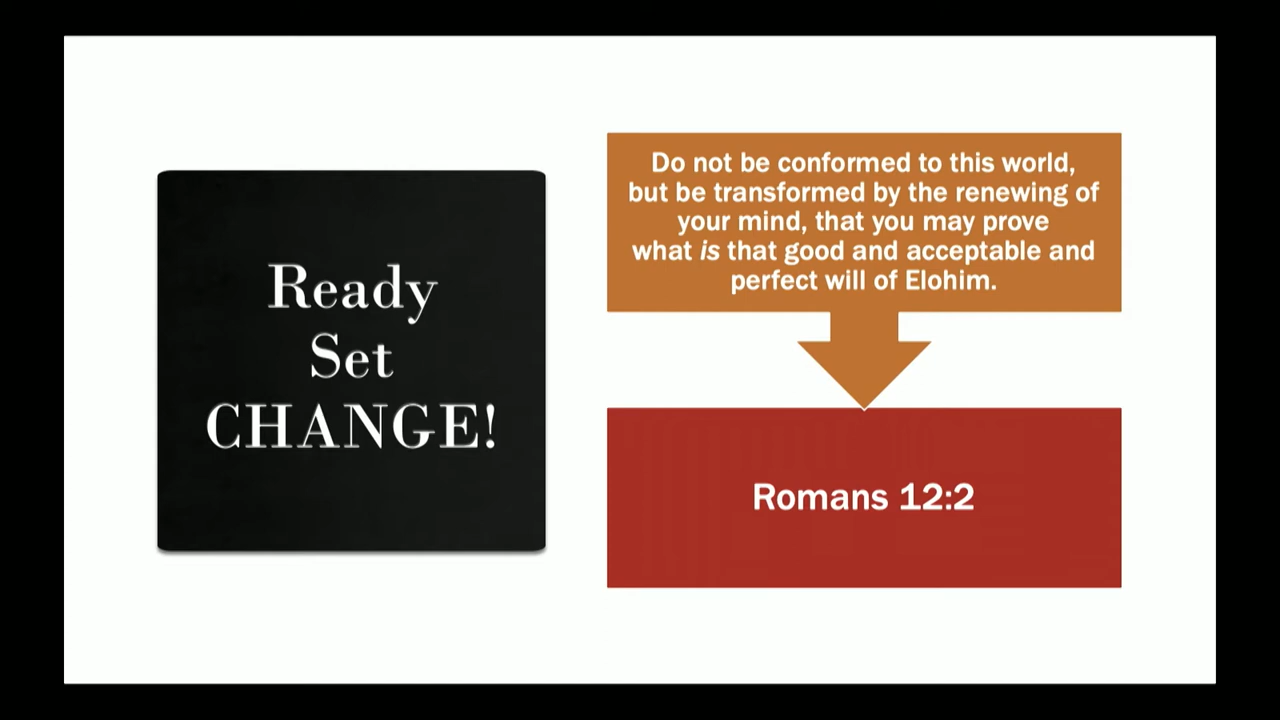 Ready
Set
CHANGE!
Do not be conformed to this world,
but be transformed by the renewing of
your mind, that you may prove
what is that good and acceptable and
perfect will of Elohim.
Romans 12:2